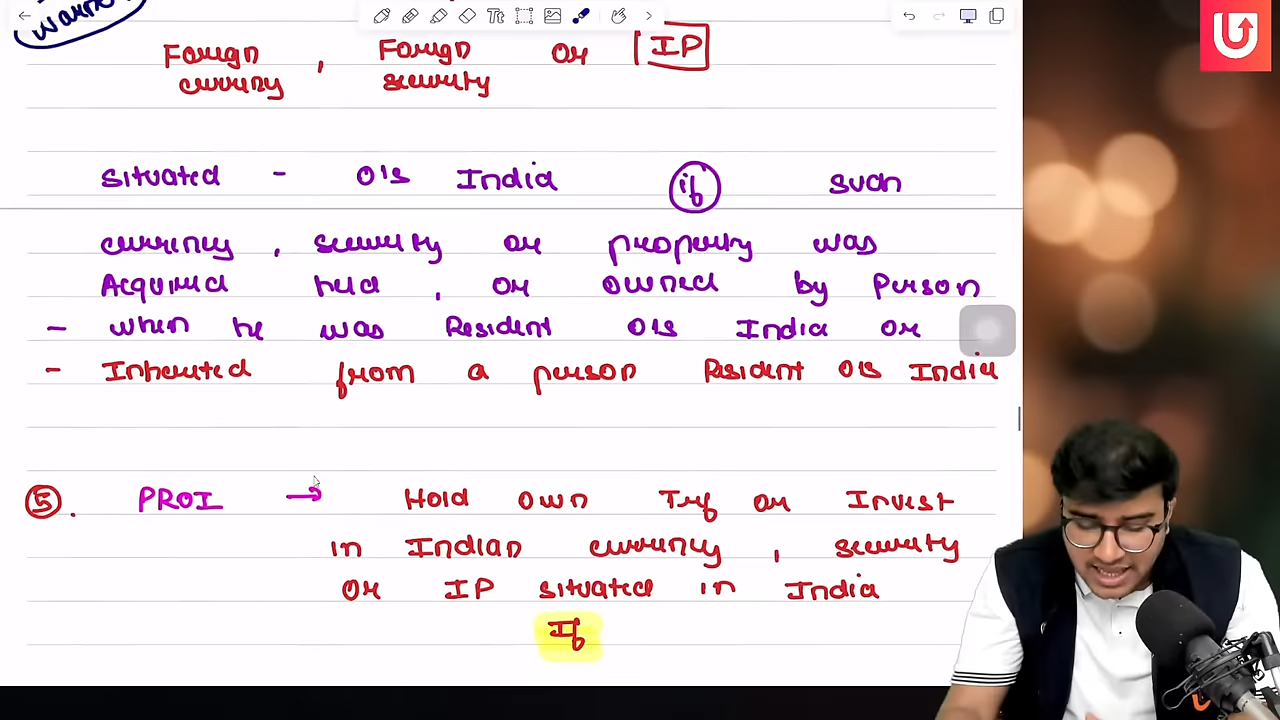 Foreign Foreign or IP
currency , security
Situated - O's India if such
currency , security or property was
Acquired held , or owned by Person
- when he was Resident O/s India or
- Inherited from a person Resident O/s India
5. PROI → Hold own Trf or Invest
in Indian currency , security
or IP situated in India
If